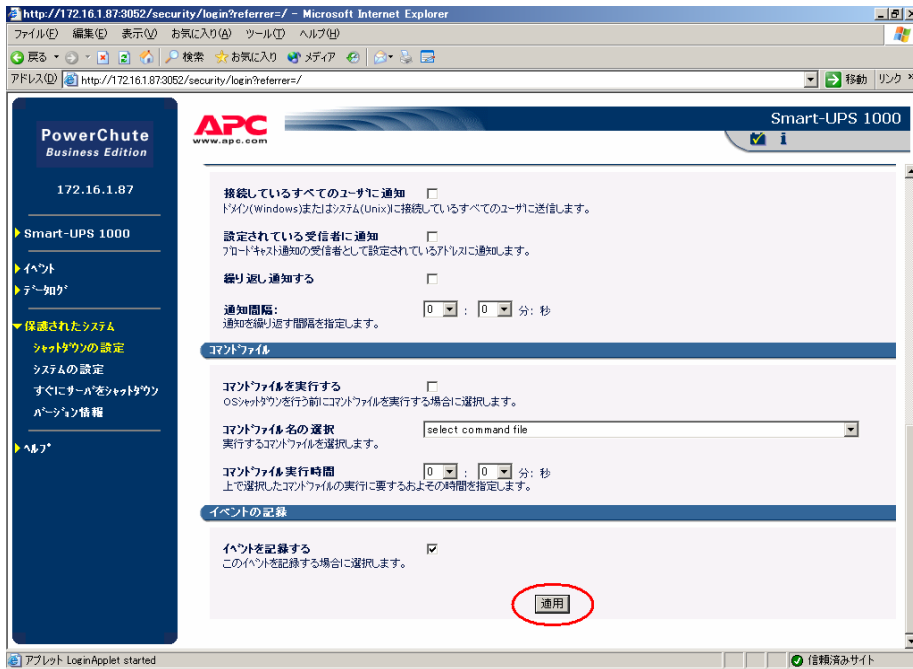 http://172.16.1.87:3052/security/login?referrer=/ - Microsoft Internet Explorer
ファイル(F) 編集(E) 表示(V) お気に入り(A) ツール(T) ヘルプ(H)
戻る 検索 お気に入り メディア
アドレス(D) http://172.16.1.87:3052/security/login?referrer=/ 移動 リンク »
PowerChute
Business Edition
172.16.1.87
Smart-UPS 1000
ｲﾍﾞﾝﾄ
ﾃﾞｰﾀﾛｸﾞ
保護されたｼｽﾃﾑ
ｼｬｯﾄﾀﾞｳﾝの設定
ｼｽﾃﾑの設定
すぐにｻｰﾊﾞをｼｬｯﾄﾀﾞｳﾝ
ﾊﾞｰｼﾞｮﾝ情報
ﾍﾙﾌﾟ
APC
www.apc.com
Smart-UPS 1000
i
接続しているすべてのﾕｰｻﾞに通知
ﾄﾞﾒｲﾝ(Windows)またはｼｽﾃﾑ(Unix)に接続しているすべてのﾕｰｻﾞに送信します。
設定されている受信者に通知
ﾌﾞﾛｰﾄﾞｷｬｽﾄ通知の受信者として設定されているｱﾄﾞﾚｽに通知します。
繰り返し通知する
通知間隔: 0 : 0 分: 秒
通知を繰り返す間隔を指定します。
ｺﾏﾝﾄﾞﾌｧｲﾙ
ｺﾏﾝﾄﾞﾌｧｲﾙを実行する
OSｼｬｯﾄﾀﾞｳﾝを行う前にｺﾏﾝﾄﾞﾌｧｲﾙを実行する場合に選択します。
ｺﾏﾝﾄﾞﾌｧｲﾙ名の選択 select command file
実行するｺﾏﾝﾄﾞﾌｧｲﾙを選択します。
ｺﾏﾝﾄﾞﾌｧｲﾙ実行時間 0 : 0 分: 秒
上で選択したｺﾏﾝﾄﾞﾌｧｲﾙの実行に要するおよその時間を指定します。
イベントの記録
ｲﾍﾞﾝﾄを記録する
このｲﾍﾞﾝﾄを記録する場合に選択します。
適用
アプレット LoginApplet started 信頼済みサイト